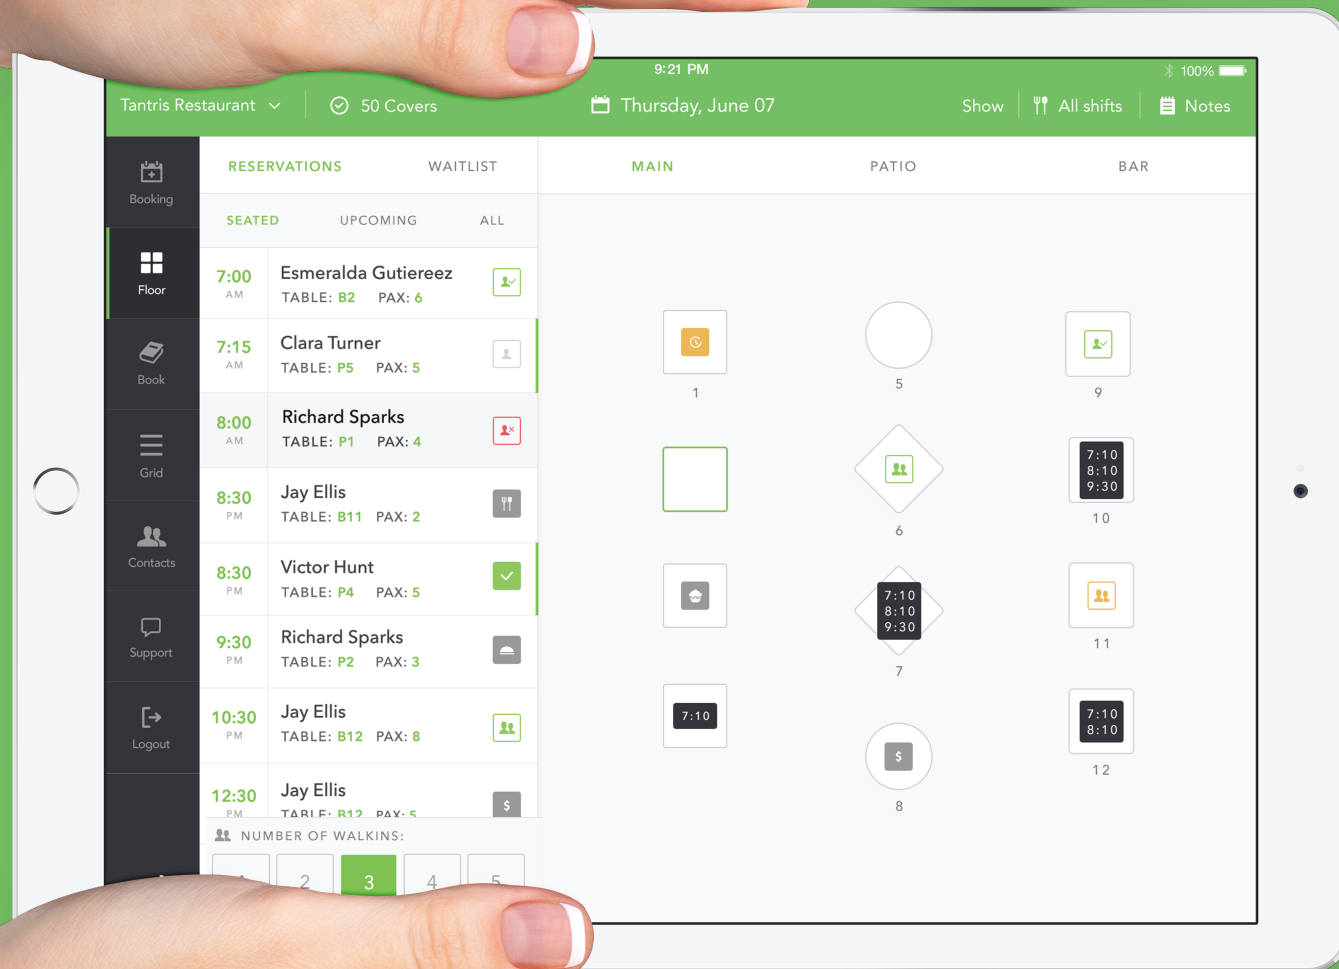 9:21 PM
100%
Tantris Restaurant
50 Covers
Thursday, June 07
Show
All shifts
Notes
Booking
Floor
Book
Grid
Contacts
Support
Logout
RESERVATIONS
WAITLIST
SEATED
UPCOMING
ALL
7:00
AM
Esmeralda Gutiereez
TABLE: B2 PAX: 6
7:15
AM
Clara Turner
TABLE: P5 PAX: 5
8:00
AM
Richard Sparks
TABLE: P1 PAX: 4
8:30
PM
Jay Ellis
TABLE: B11 PAX: 2
8:30
PM
Victor Hunt
TABLE: P4 PAX: 5
9:30
PM
Richard Sparks
TABLE: P2 PAX: 3
10:30
PM
Jay Ellis
TABLE: B12 PAX: 8
12:30
PM
Jay Ellis
TABLE: B12 PAX: 5
$
NUMBER OF WALKINS:
2
3
4
5
MAIN
PATIO
BAR
1
7:10
5
6
7:10
8:10
9:30
7
$
8
9
7:10
8:10
9:30
10
11
7:10
8:10
12